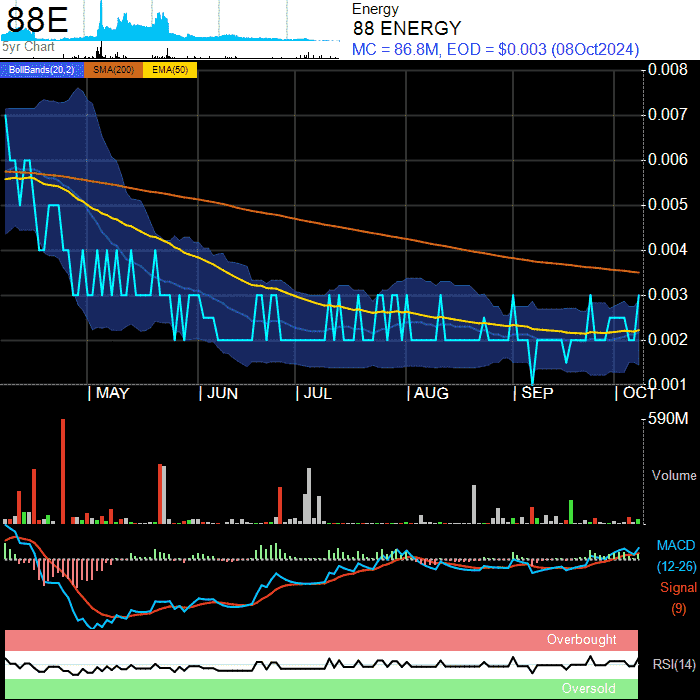 88E
5yr Chart
Energy
88 ENERGY
MC = 86.8M, EOD = $0.003 (08Oct2024)
BollBands(20,2) SMA(200) EMA(50)
0.008
0.007
0.006
0.005
0.004
0.003
0.002
0.001
MAY JUN JUL AUG SEP OCT
590M
Volume
MACD
(12-26)
Signal
(9)
Overbought
RSI(14)
Oversold